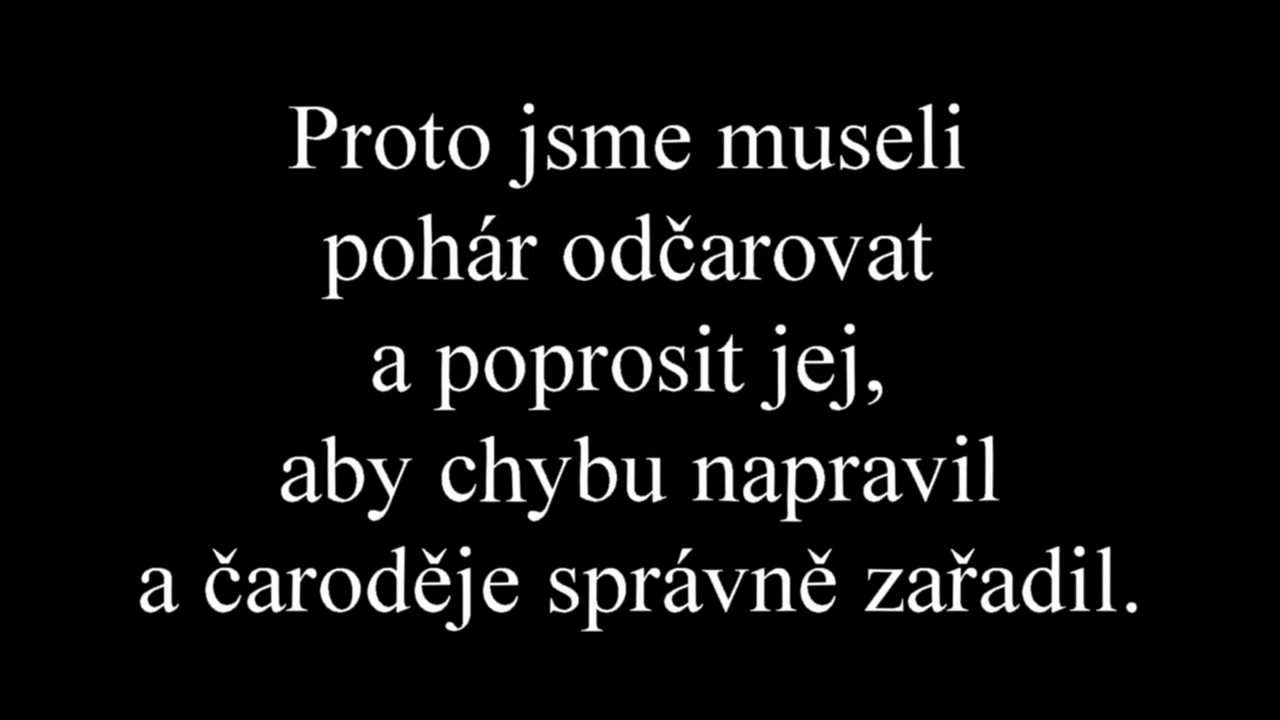 Proto jsme museli
pohár odčarovat
a poprosit jej,
aby chybu napravil
a čaroděje správně zařadil.